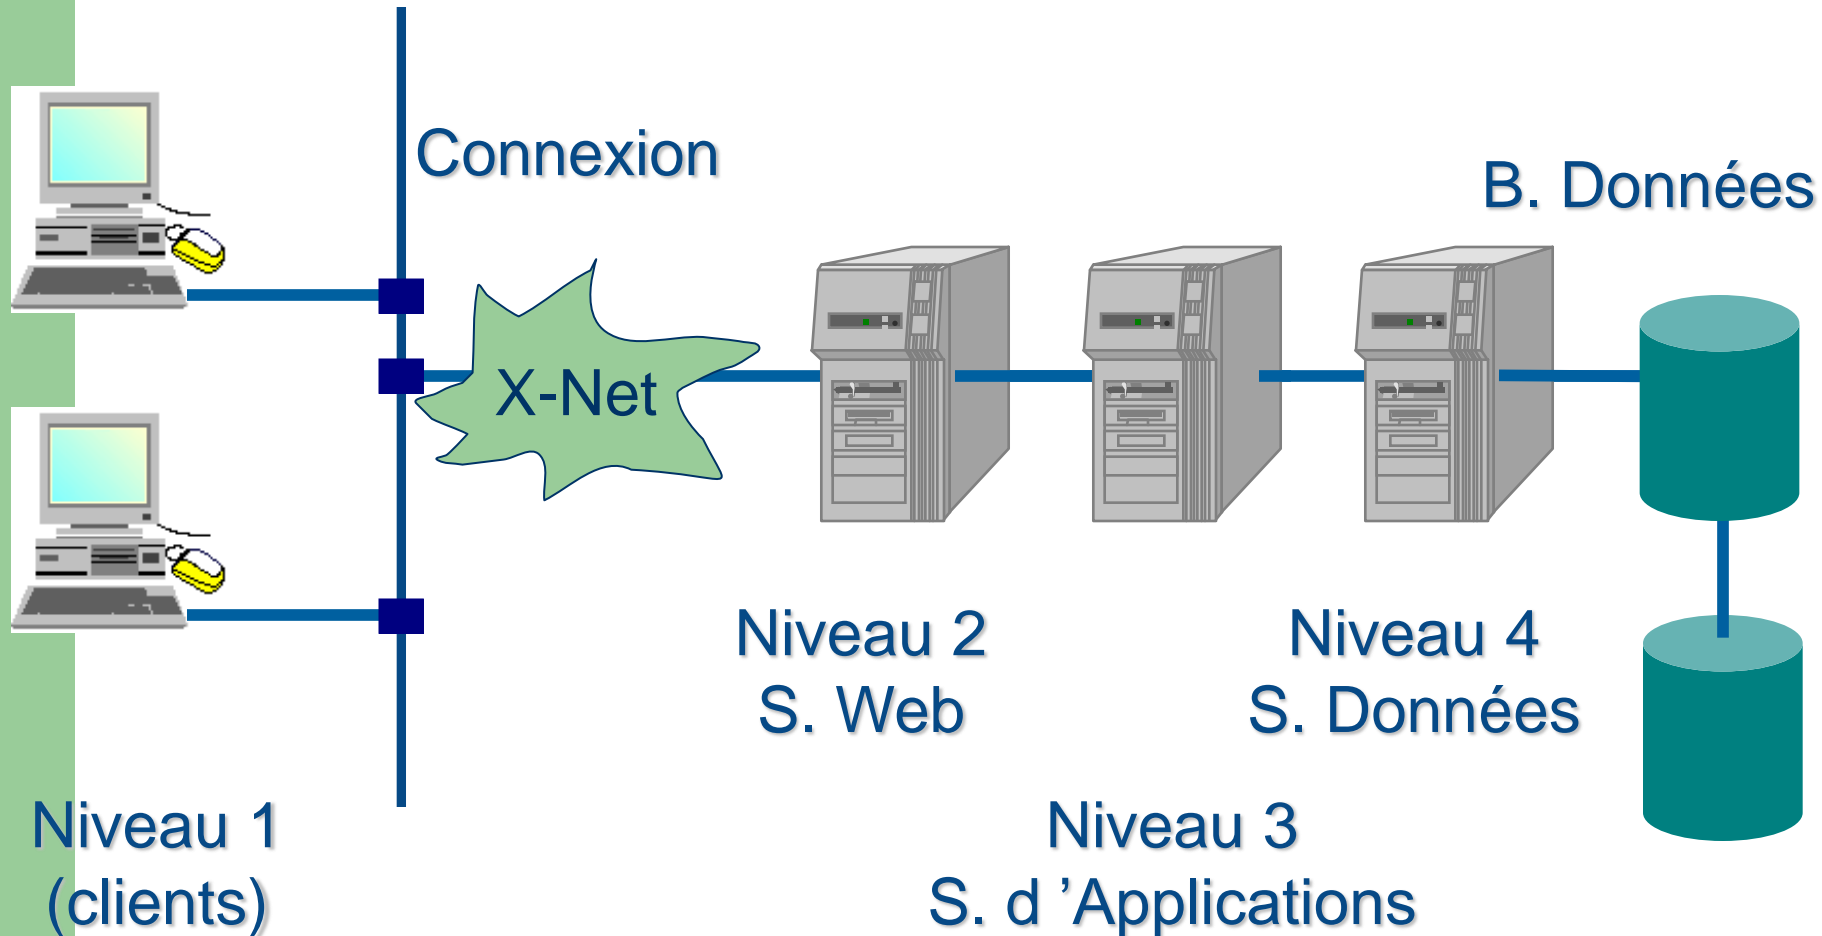 Connexion
B. Données
X-Net
Niveau 2
S. Web
Niveau 4
S. Données
Niveau 1
(clients)
Niveau 3
S. d ’Applications